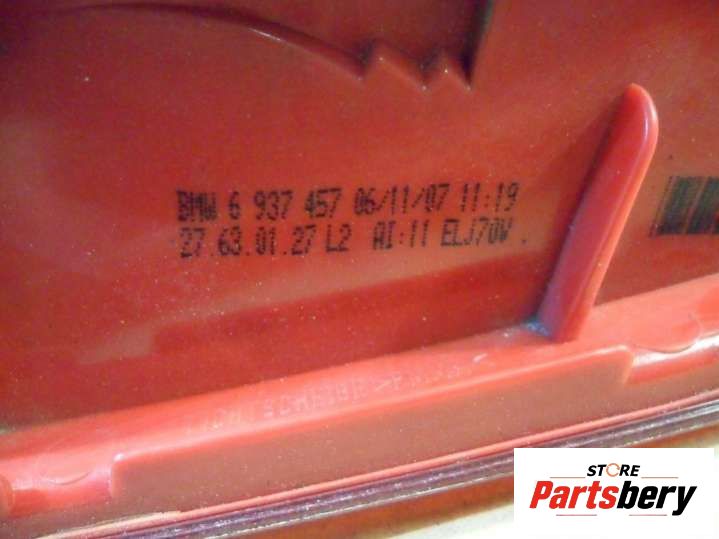 BMW 6 937 457 06/11/07 11:19
27.63.01.27 L2 AI:11 ELJ70V .
STORE
Partsbery